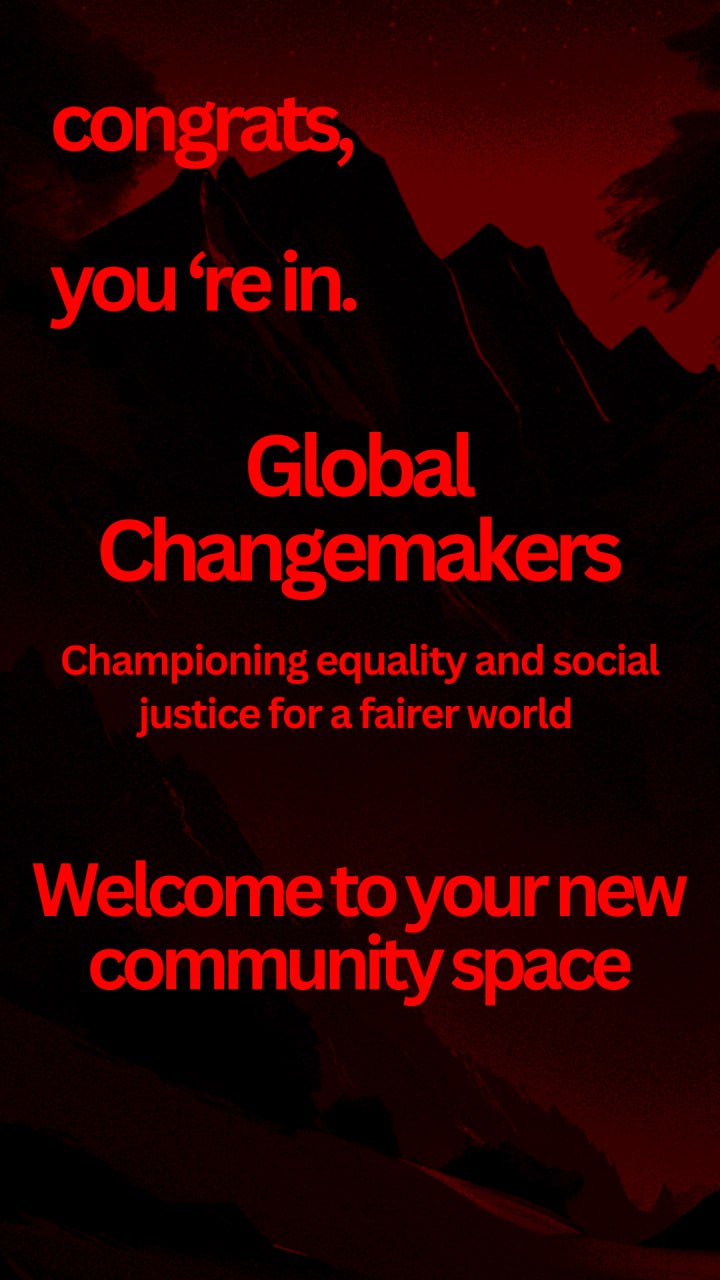 congrats,
you ‘re in.
Global
Changemakers
Championing equality and social
justice for a fairer world
Welcome to your new
community space